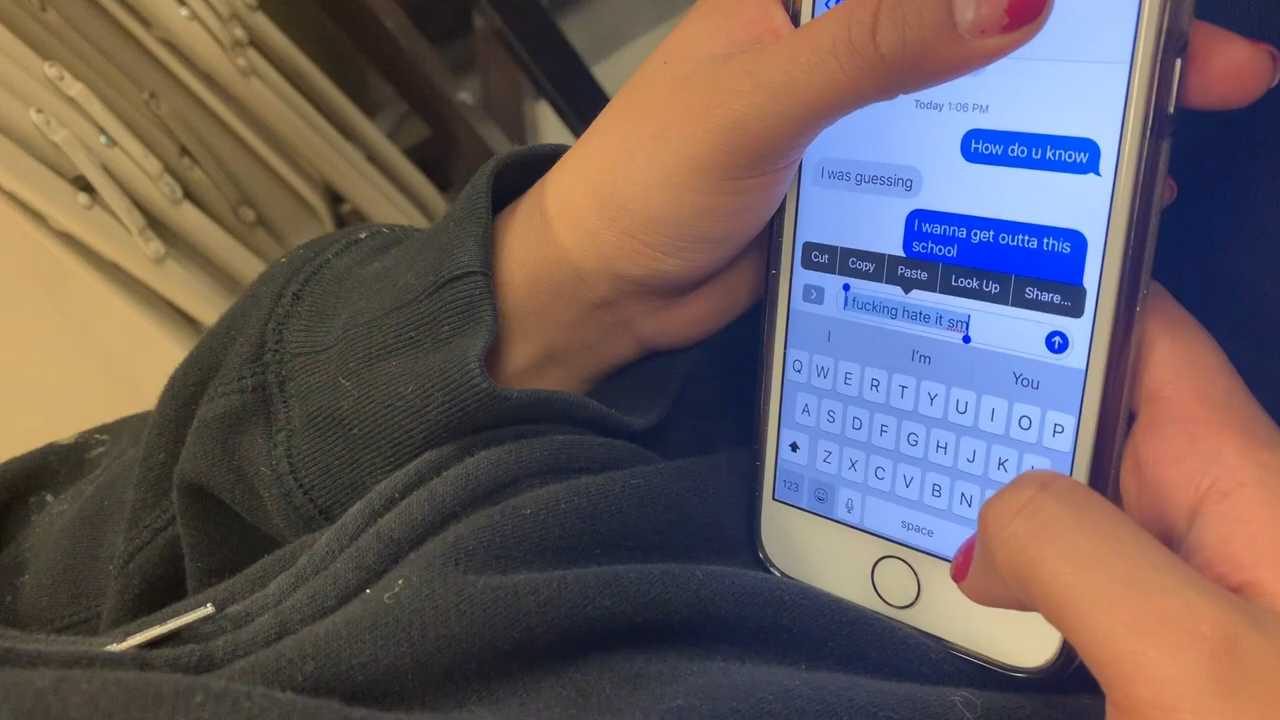 Today 1:06 PM
How do u know
I was guessing
I wanna get outta this
school
Cut Copy Paste Look Up Share...
I fucking hate it sm
I I'm You
Q W E R T Y U I O P
A S D F G H J K
Z X C V B N
123 space